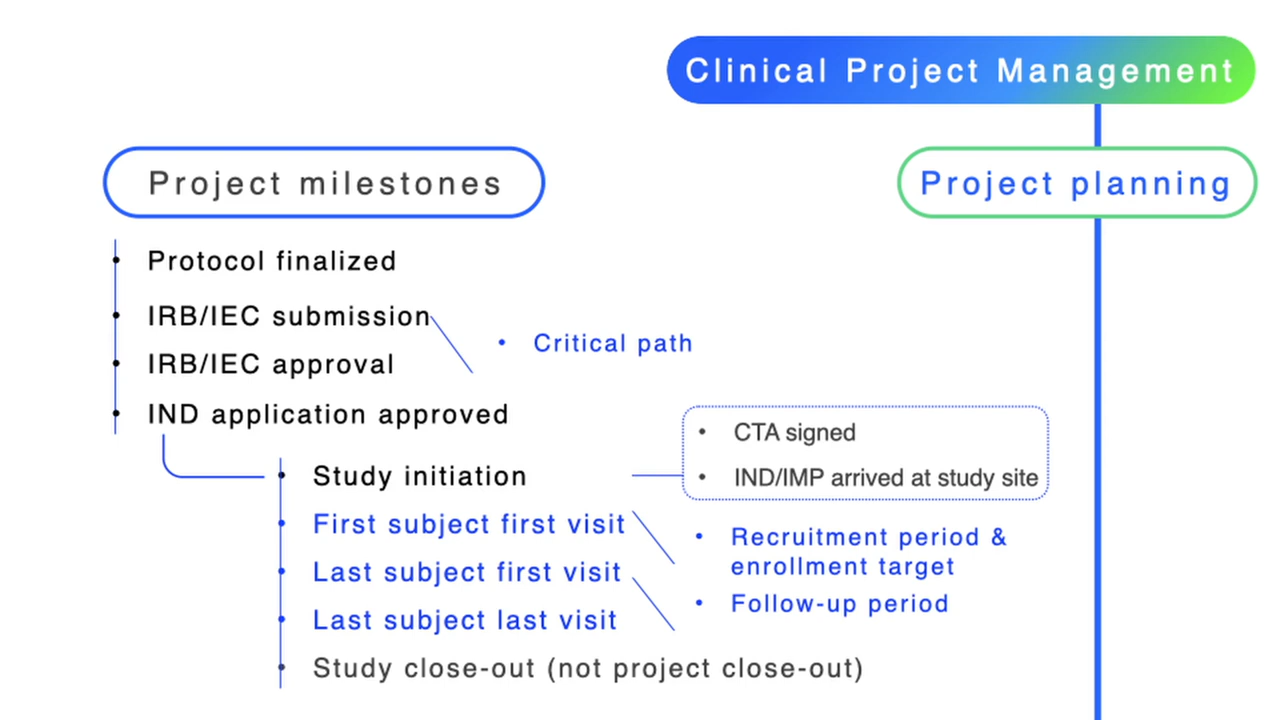 Clinical Project Management
Project milestones
Project planning
• Protocol finalized
• IRB/IEC submission
• Critical path
• IRB/IEC approval
• IND application approved
• CTA signed
• Study initiation
• IND/IMP arrived at study site
• First subject first visit
• Recruitment period &
enrollment target
• Last subject first visit
• Follow-up period
• Last subject last visit
• Study close-out (not project close-out)